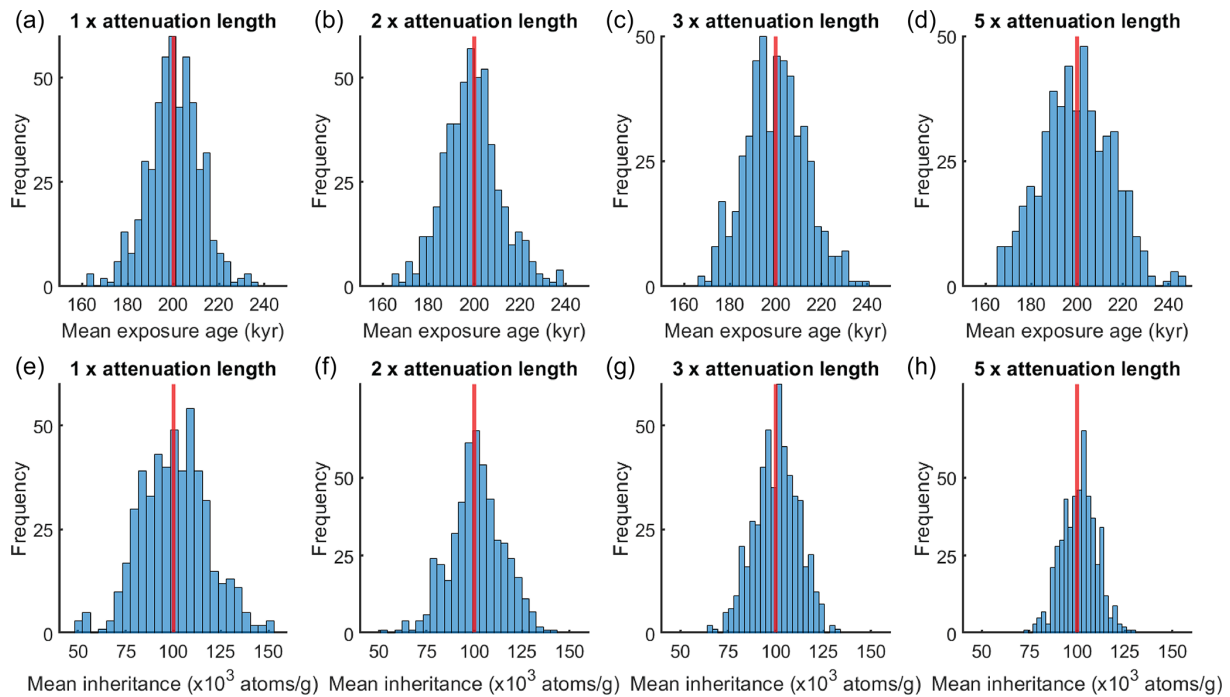 (a) 1 x attenuation length
(b) 2 x attenuation length
(c) 3 x attenuation length
(d) 5 x attenuation length
Frequency
50
25
0
160 180 200 220 240
Mean exposure age (kyr)
Frequency
50
25
0
160 180 200 220 240
Mean exposure age (kyr)
Frequency
50
25
0
160 180 200 220 240
Mean exposure age (kyr)
Frequency
50
25
0
160 180 200 220 240
Mean exposure age (kyr)
(e) 1 x attenuation length
(f) 2 x attenuation length
(g) 3 x attenuation length
(h) 5 x attenuation length
Frequency
50
25
0
50 75 100 125 150
Mean inheritance (x10³ atoms/g)
Frequency
50
25
0
50 75 100 125 150
Mean inheritance (x10³ atoms/g)
Frequency
50
25
0
50 75 100 125 150
Mean inheritance (x10³ atoms/g)
Frequency
50
25
0
50 75 100 125 150
Mean inheritance (x10³ atoms/g)